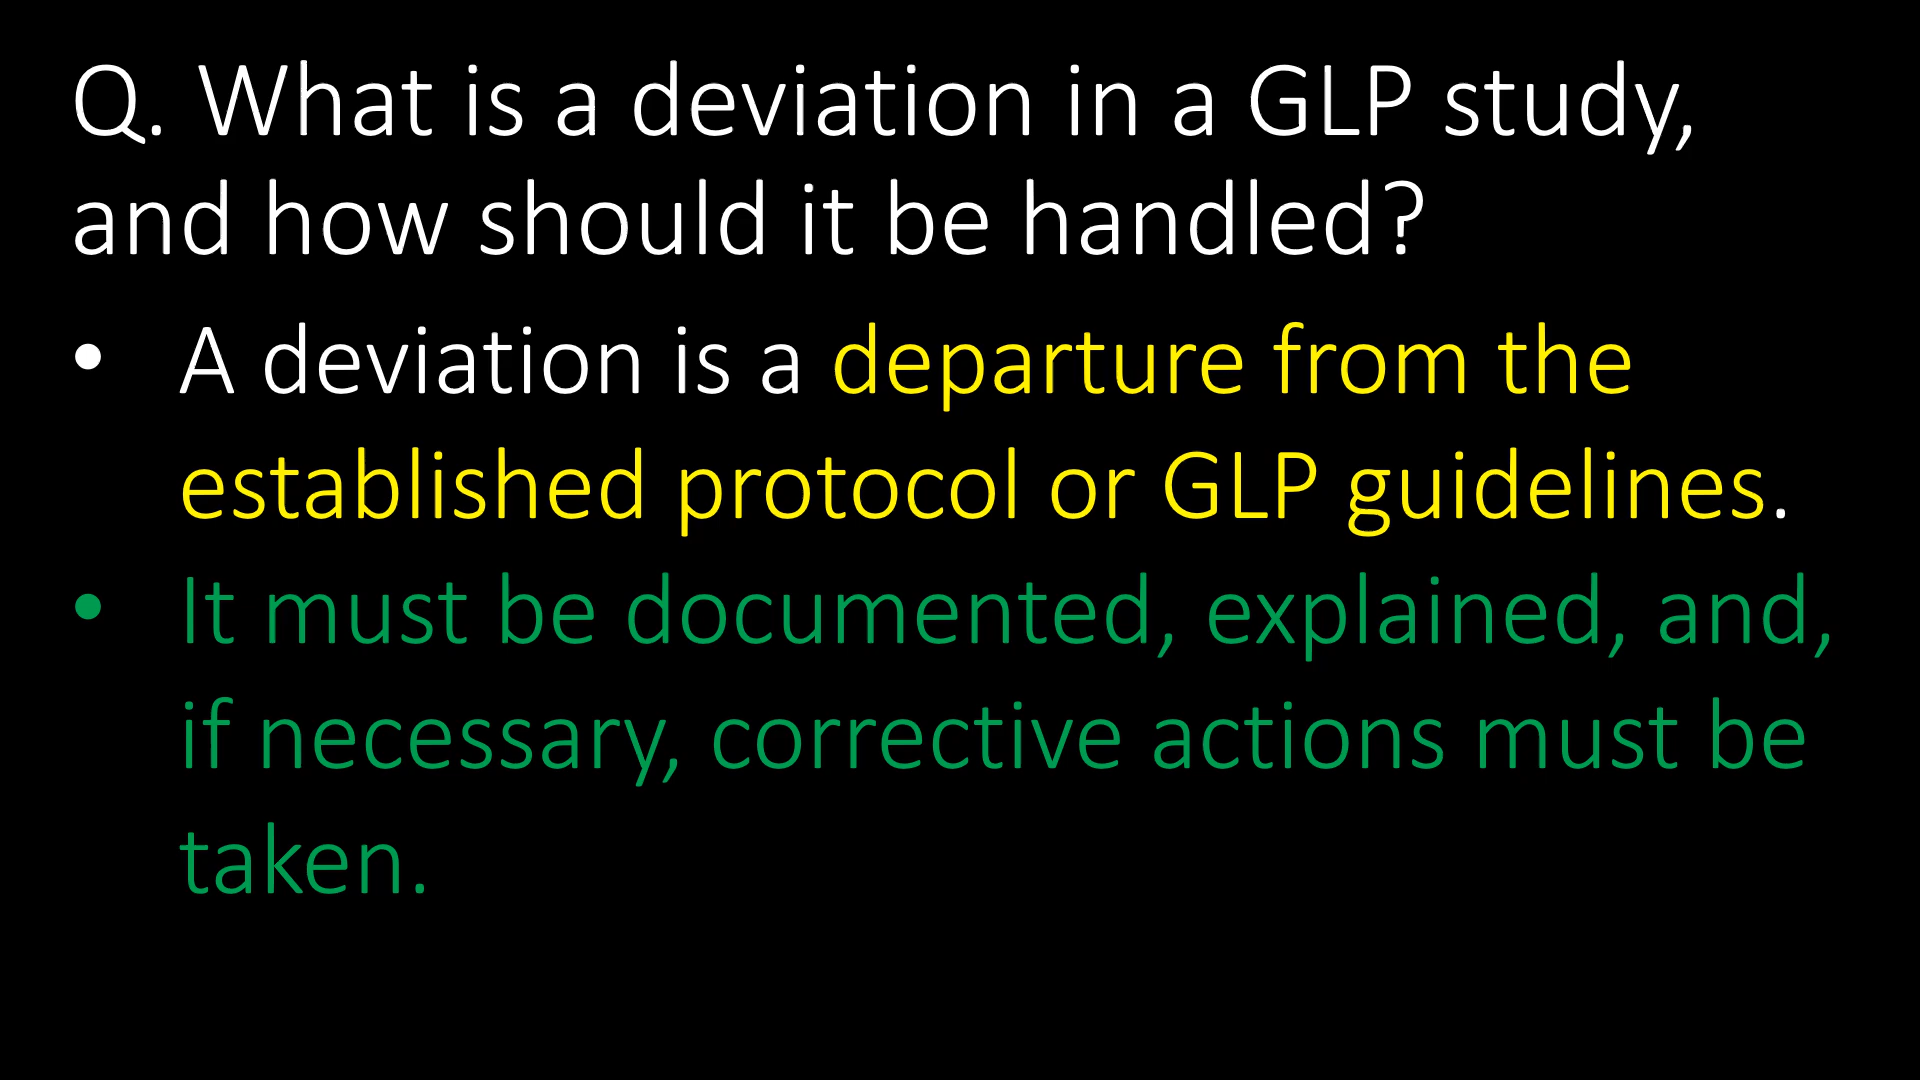 Q. What is a deviation in a GLP study,
and how should it be handled?
• A deviation is a departure from the
established protocol or GLP guidelines.
• It must be documented, explained, and,
if necessary, corrective actions must be
taken.